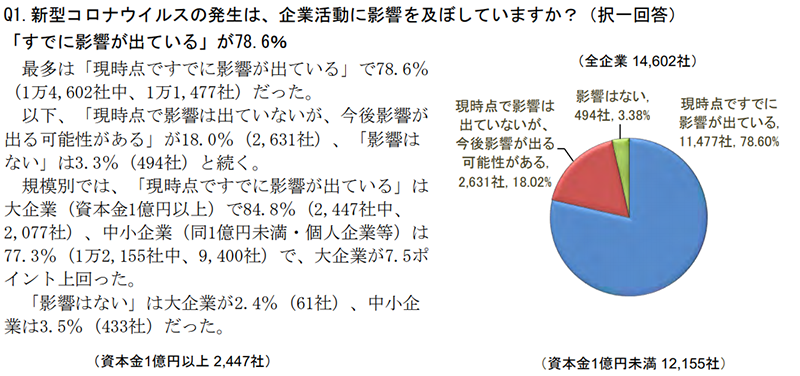 Q1.新型コロナウイルスの発生は、企業活動に影響を及ぼしていますか？（択一回答）
「すでに影響が出ている」が78.6％
最多は「現時点ですでに影響が出ている」で78.6％
（1万4,602社中、1万1,477社）だった。
以下、「現時点で影響は出ていないが、今後影響が
出る可能性がある」が18.0％（2,631社）、「影響は
ない」は3.3％（494社）と続く。
規模別では、「現時点ですでに影響が出ている」は
大企業（資本金1億円以上）で84.8％（2,447社中、
2,077社）、中小企業（同1億円未満・個人企業等）は
77.3％（1万2,155社中、9,400社）で、大企業が7.5ポ
イント上回った。
「影響はない」は大企業が2.4％（61社）、中小企
業は3.5％（433社）だった。
（全企業 14,602社）
現時点で影響は
出ていないが、
今後影響が出る
可能性がある,
2,631社, 18.02%
影響はない,
494社, 3.38%
現時点ですでに
影響が出ている,
11,477社, 78.60%
（資本金1億円以上 2,447社）
（資本金1億円未満 12,155社）